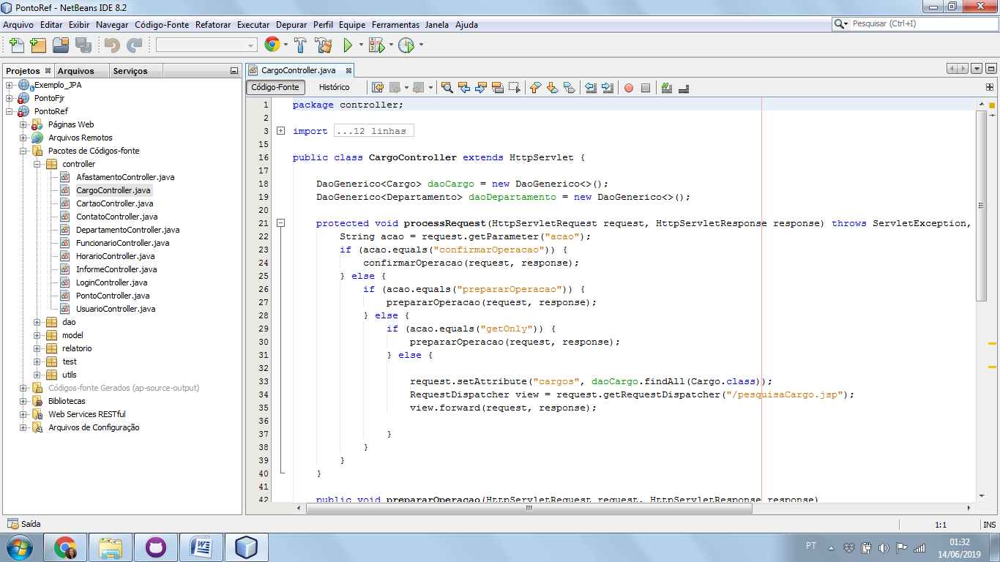 PontoRef - NetBeans IDE 8.2
Arquivo Editar Exibir Navegar Código-Fonte Refatorar Executar Depurar Perfil Equipe Ferramentas Janela Ajuda
Pesquisar (Ctrl+I)
Projetos Arquivos Serviços
Exemplo_JPA
PontoFjr
PontoRef
Páginas Web
Arquivos Remotos
Pacotes de Códigos-fonte
controller
AfastamentoController.java
CargoController.java
CartaoController.java
ContatoController.java
DepartamentoController.java
FuncionarioController.java
HorarioController.java
InformeController.java
LoginController.java
PontoController.java
UsuarioController.java
dao
model
relatorio
test
utils
Códigos-fonte Gerados (ap-source-output)
Bibliotecas
Web Services RESTful
Arquivos de Configuração
CargoController.java
Código-Fonte Histórico
1 package controller;
2
3 import ...12 linhas
15
16 public class CargoController extends HttpServlet {
17
18 DaoGenerico<Cargo> daoCargo = new DaoGenerico<>();
19 DaoGenerico<Departamento> daoDepartamento = new DaoGenerico<>();
20
21 protected void processRequest(HttpServletRequest request, HttpServletResponse response) throws ServletException,
22 String acao = request.getParameter("acao");
23 if (acao.equals("confirmarOperacao")) {
24 confirmarOperacao(request, response);
25 } else {
26 if (acao.equals("prepararOperacao")) {
27 prepararOperacao(request, response);
28 } else {
29 if (acao.equals("getOnly")) {
30 prepararOperacao(request, response);
31 } else {
32
33 request.setAttribute("cargos", daoCargo.findAll(Cargo.class));
34 RequestDispatcher view = request.getRequestDispatcher("/pesquisaCargo.jsp");
35 view.forward(request, response);
36
37 }
38 }
39 }
40 }
41
42 public void prepararOperacao(HttpServletRequest request, HttpServletResponse response)
Saída
1:1 INS
PT
01:32
14/06/2019